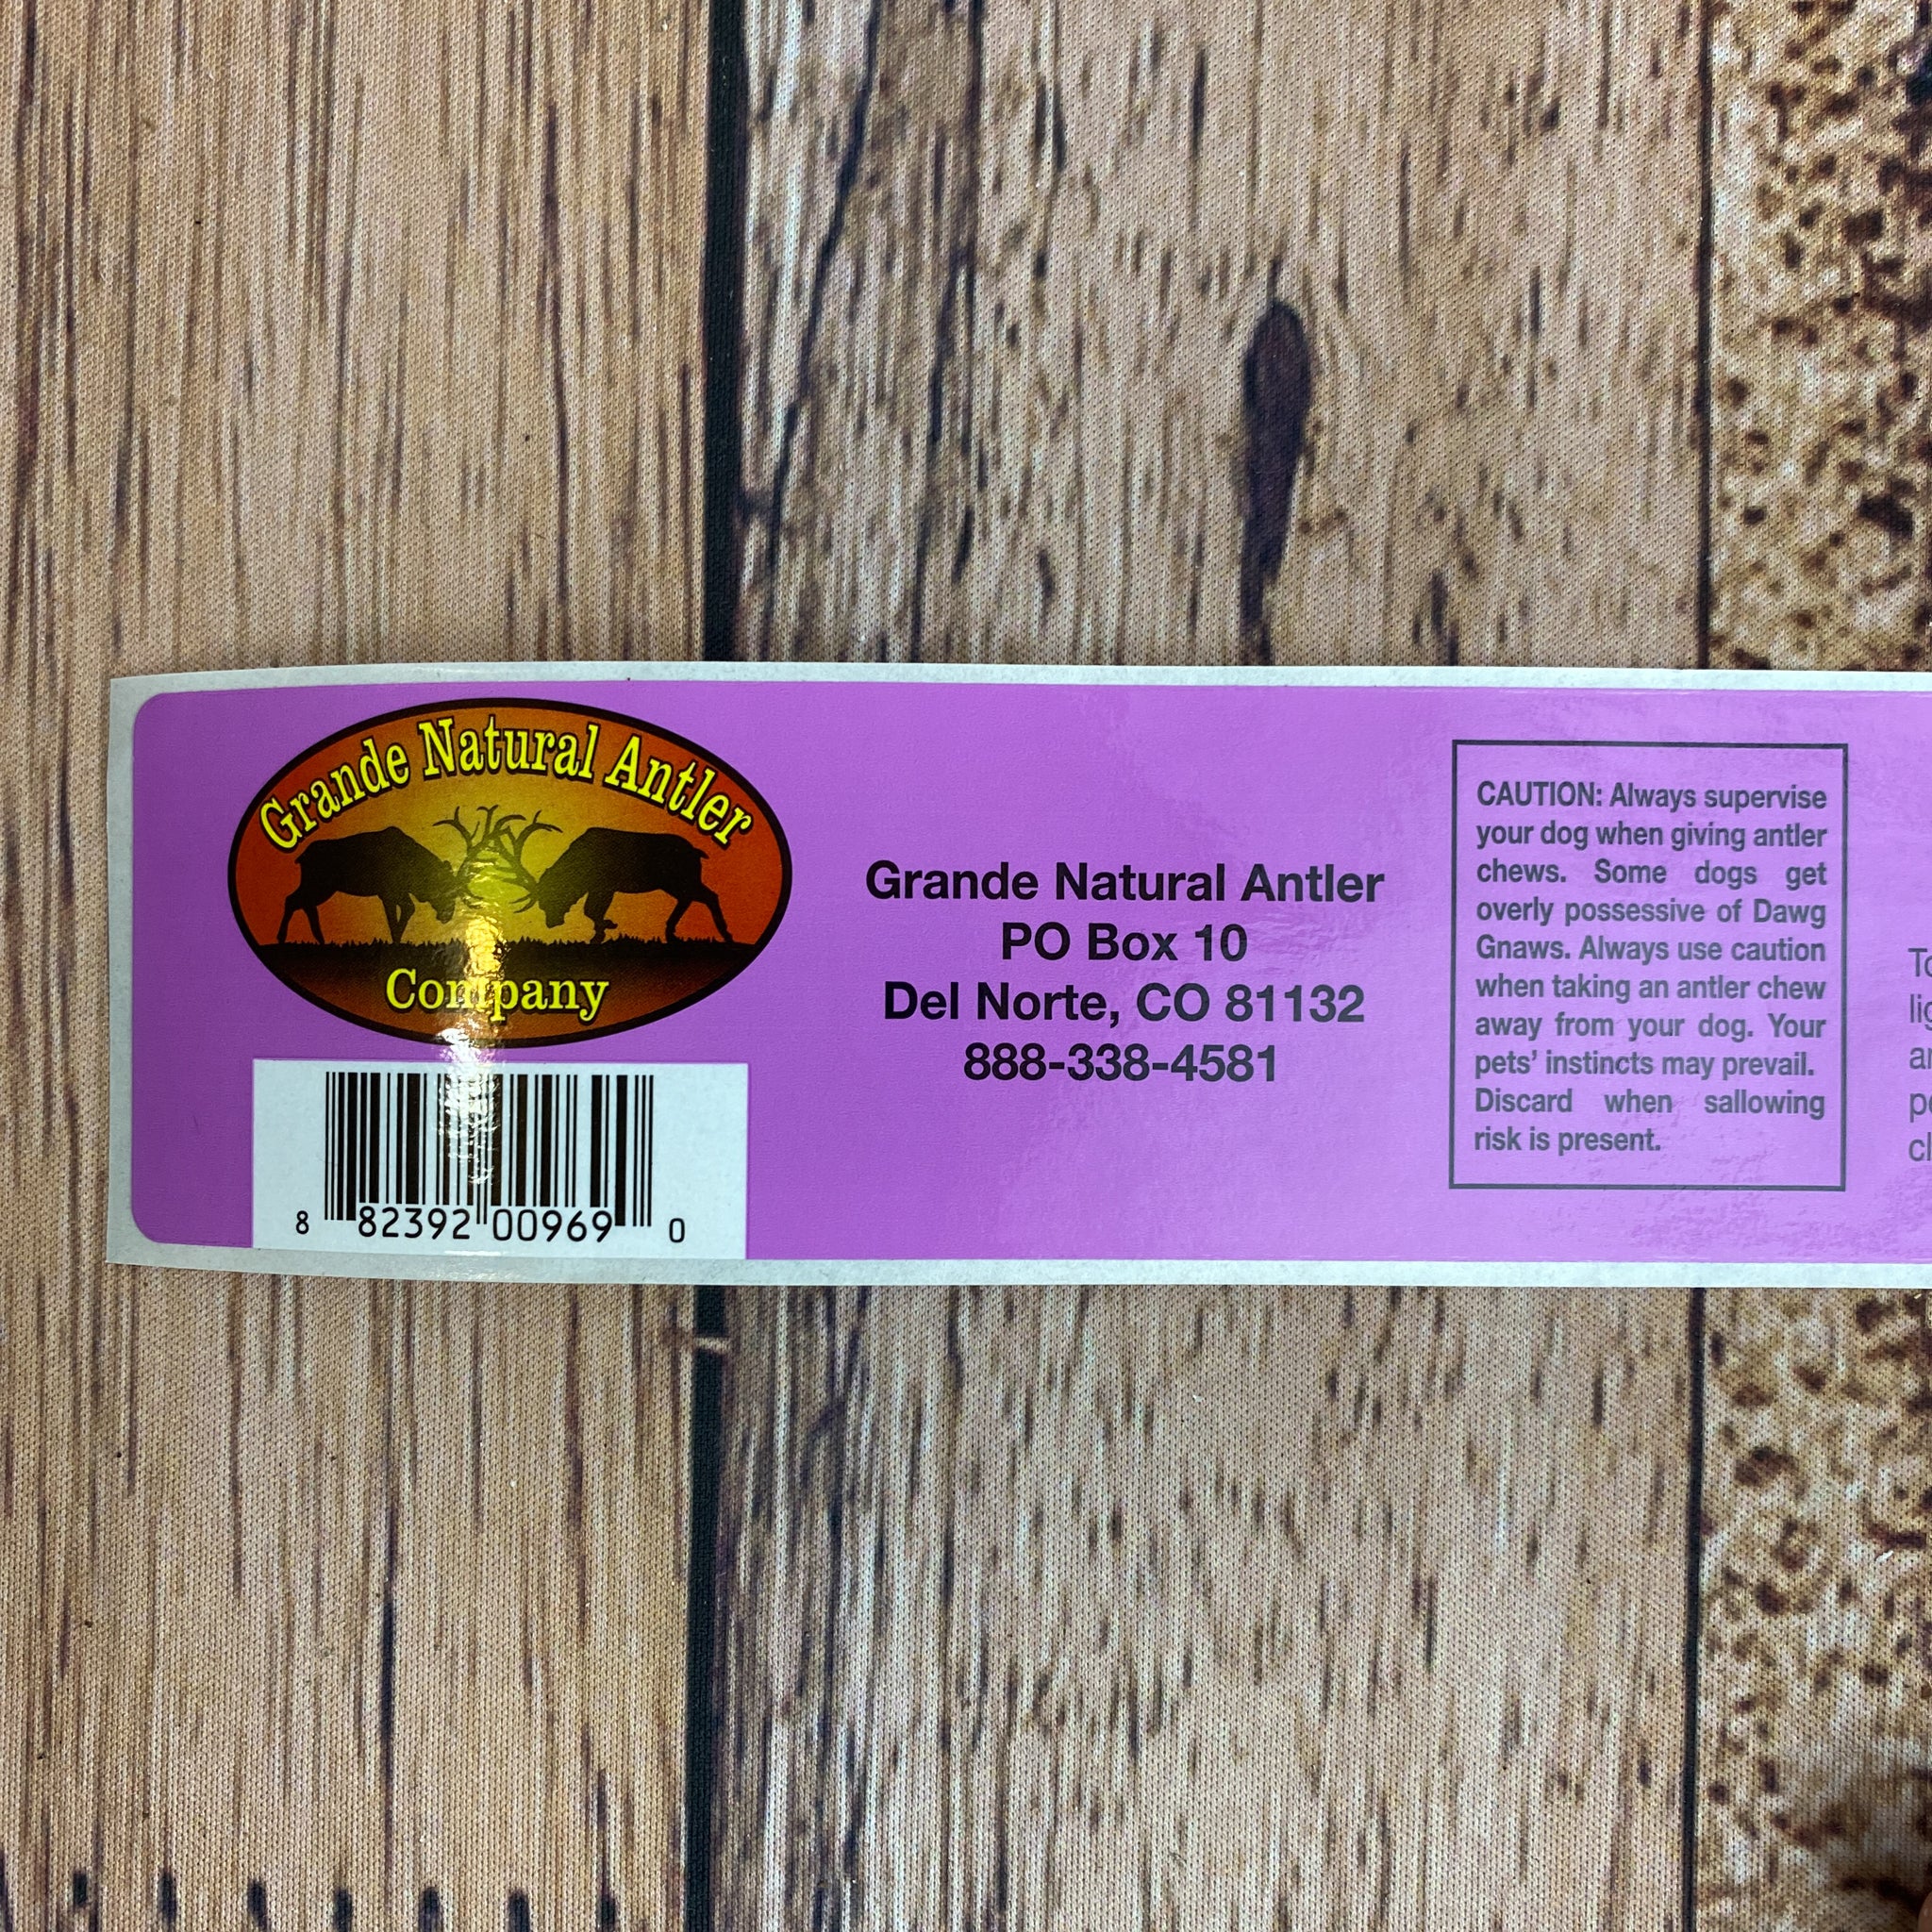 Grande Natural Antler
Company
8 82392 00969 0
Grande Natural Antler
PO Box 10
Del Norte, CO 81132
888-338-4581
CAUTION: Always supervise
your dog when giving antler
chews. Some dogs get
overly possessive of Dawg
Gnaws. Always use caution
when taking an antler chew
away from your dog. Your
pets' instincts may prevail.
Discard when sallowing
risk is present.